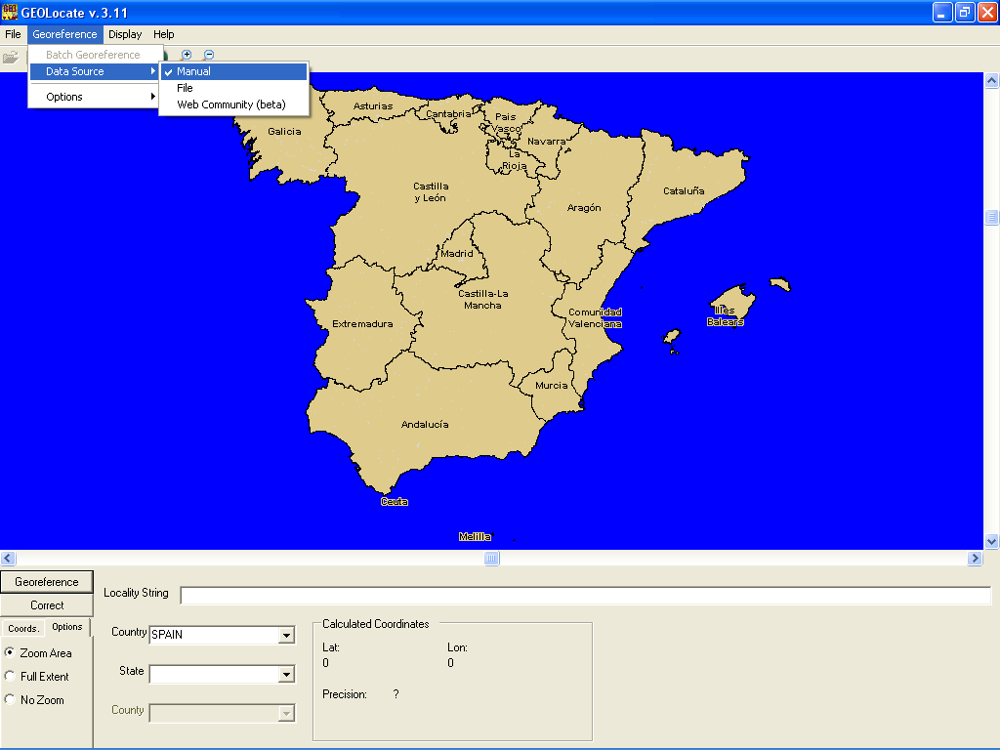 GEOLocate v. 3.11
File Georeference Display Help
Batch Georeference
Data Source
Options
Manual
File
Web Community (beta)
Galicia
Asturias
Cantabria
Pais
Vasco
Navarra
La
Rioja
Castilla
y León
Aragón
Cataluña
Madrid
Castilla-La
Mancha
Extremadura
Comunidad
Valenciana
Illes
Balears
Murcia
Andalucía
Ceuta
Melilla
Georeference
Correct
Coords. Options
Zoom Area
Full Extent
No Zoom
Locality String
Country SPAIN
State
County
Calculated Coordinates
Lat: Lon:
0 0
Precision: ?